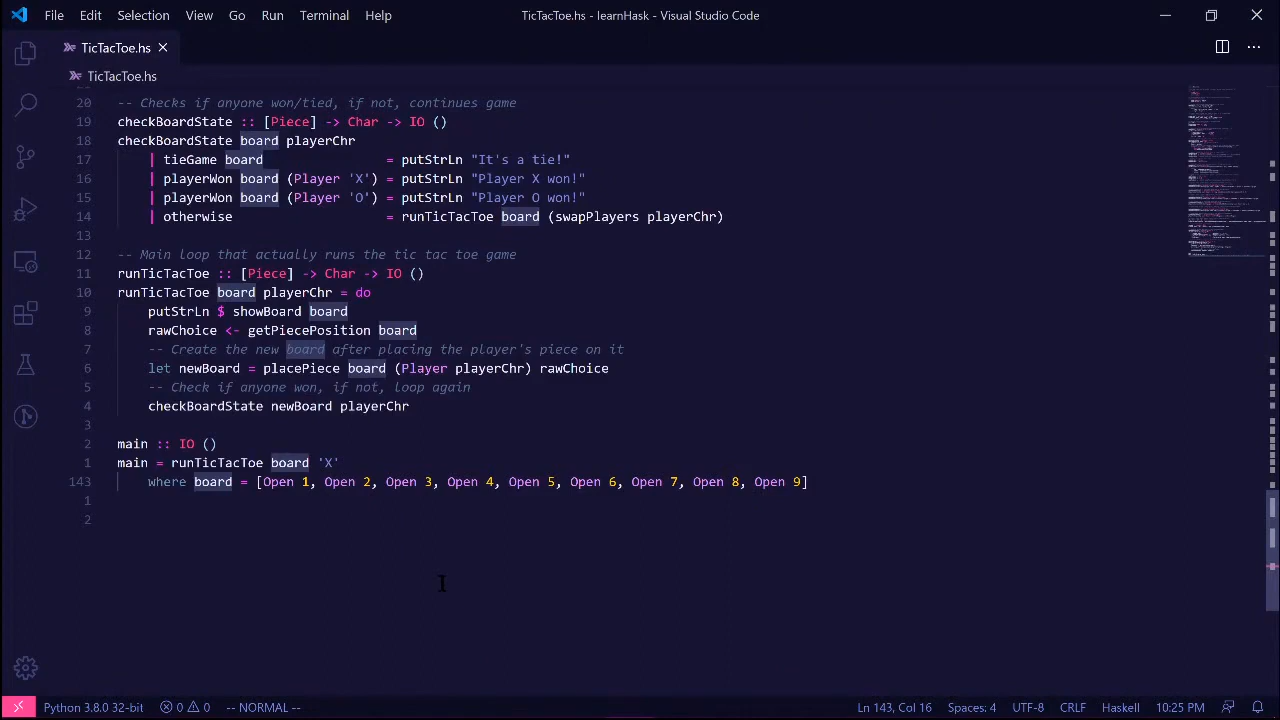 File Edit Selection View Go Run Terminal Help TicTacToe.hs - learnHask - Visual Studio Code
TicTacToe.hs
TicTacToe.hs
20 -- Checks if anyone won/tied, if not, continues game
19 checkBoardState :: [Piece] -> Char -> IO ()
18 checkBoardState board playerChr
17 | tieGame board = putStrLn "It's a tie!"
16 | playerWon board (Player 'X') = putStrLn "Player X won!"
15 | playerWon board (Player 'O') = putStrLn "Player O won!"
14 | otherwise = runTicTacToe board (swapPlayers playerChr)
13
12 -- Main loop that actually runs the tic tac toe game
11 runTicTacToe :: [Piece] -> Char -> IO ()
10 runTicTacToe board playerChr = do
9 putStrLn $ showBoard board
8 rawChoice <- getPiecePosition board
7 -- Create the new board after placing the player's piece on it
6 let newBoard = placePiece board (Player playerChr) rawChoice
5 -- Check if anyone won, if not, loop again
4 checkBoardState newBoard playerChr
3
2 main :: IO ()
1 main = runTicTacToe board 'X'
143 where board = [Open 1, Open 2, Open 3, Open 4, Open 5, Open 6, Open 7, Open 8, Open 9]
1
2
Python 3.8.0 32-bit 0 0 -- NORMAL -- Ln 143, Col 16 Spaces: 4 UTF-8 CRLF Haskell 10:25 PM